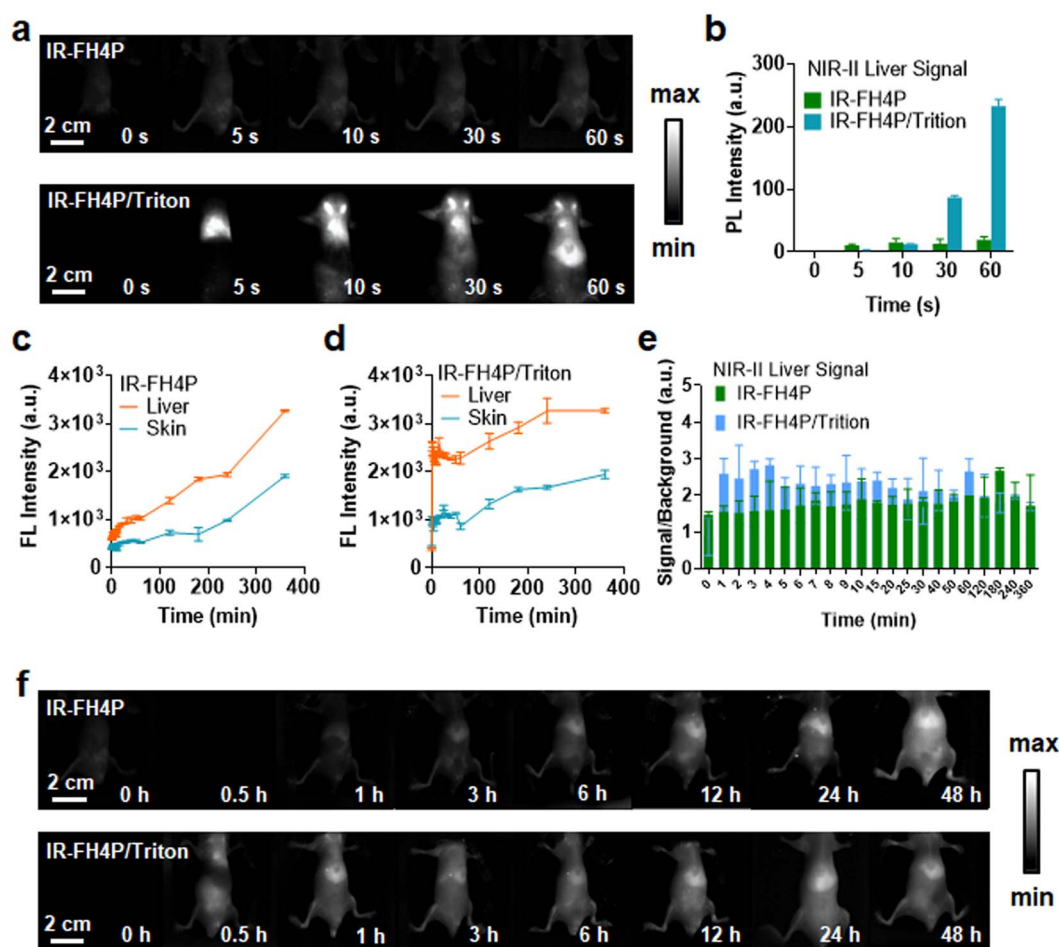 a
IR-FH4P
2 cm
0 s
5 s
10 s
30 s
60 s
IR-FH4P/Triton
2 cm
0 s
5 s
10 s
30 s
60 s
max
min
b
NIR-II Liver Signal
IR-FH4P
IR-FH4P/Trition
PL Intensity (a.u.)
300
200
100
0
0 5 10 30 60
Time (s)
c
IR-FH4P
Liver
Skin
FL Intensity (a.u.)
4×10³
3×10³
2×10³
1×10³
0
0 100 200 300 400
Time (min)
d
IR-FH4P/Triton
Liver
Skin
FL Intensity (a.u.)
4×10³
3×10³
2×10³
1×10³
0
0 100 200 300 400
Time (min)
e
NIR-II Liver Signal
IR-FH4P
IR-FH4P/Trition
Signal/Background (a.u.)
5
4
3
2
1
0
0 1 2 3 4 5 6 7 8 9 10 15 20 25 30 40 50 60 120 180 240 360
Time (min)
f
IR-FH4P
2 cm
0 h
0.5 h
1 h
3 h
6 h
12 h
24 h
48 h
IR-FH4P/Triton
2 cm
0 h
0.5 h
1 h
3 h
6 h
12 h
24 h
48 h
max
min